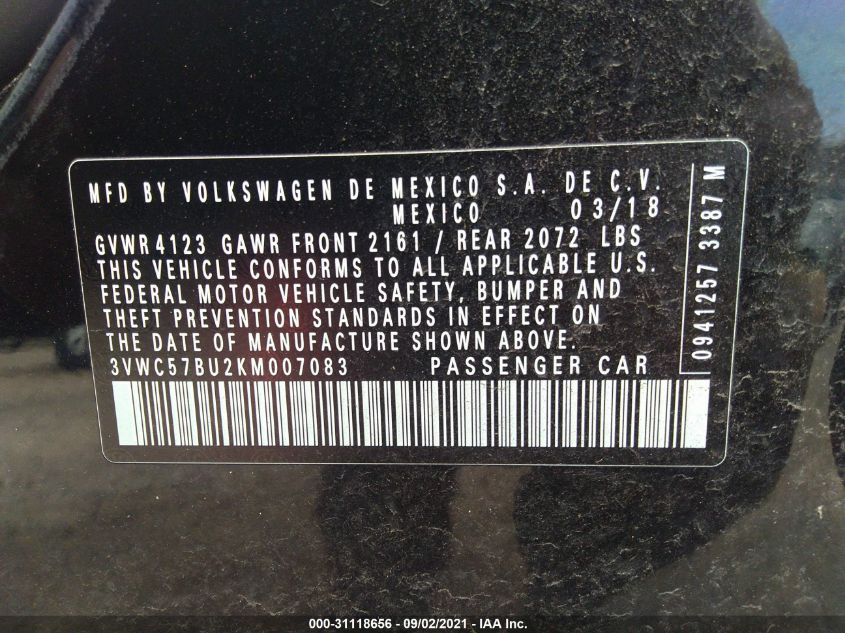 MFD BY VOLKSWAGEN DE MEXICO S.A. DE C.V.
MEXICO 03/18
GVWR 4123 GAWR FRONT 2161 / REAR 2072 LBS
THIS VEHICLE CONFORMS TO ALL APPLICABLE U.S.
FEDERAL MOTOR VEHICLE SAFETY, BUMPER AND
THEFT PREVENTION STANDARDS IN EFFECT ON
THE DATE OF MANUFACTURE SHOWN ABOVE.
3VWC57BU2KM007083 PASSENGER CAR
0941257 3387 M
000-31118656 - 09/02/2021 - IAA Inc.